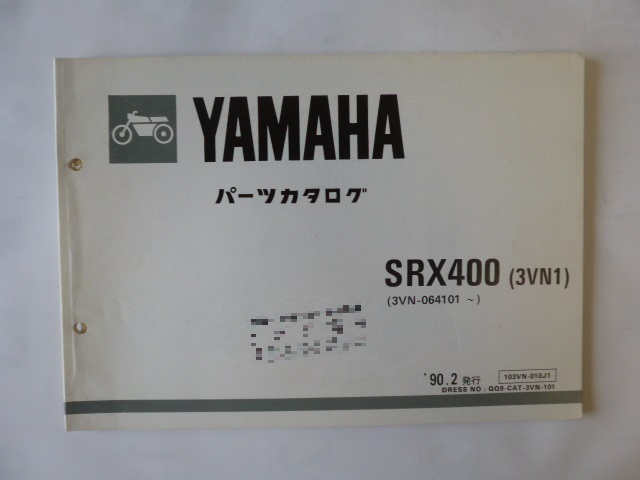 YAMAHA
パーツカタログ
SRX400 (3VN1)
(3VN-064101 ~)
'90.2 発行
103VN-010J1
DRESS NO : GG9-CAT-3VN-101